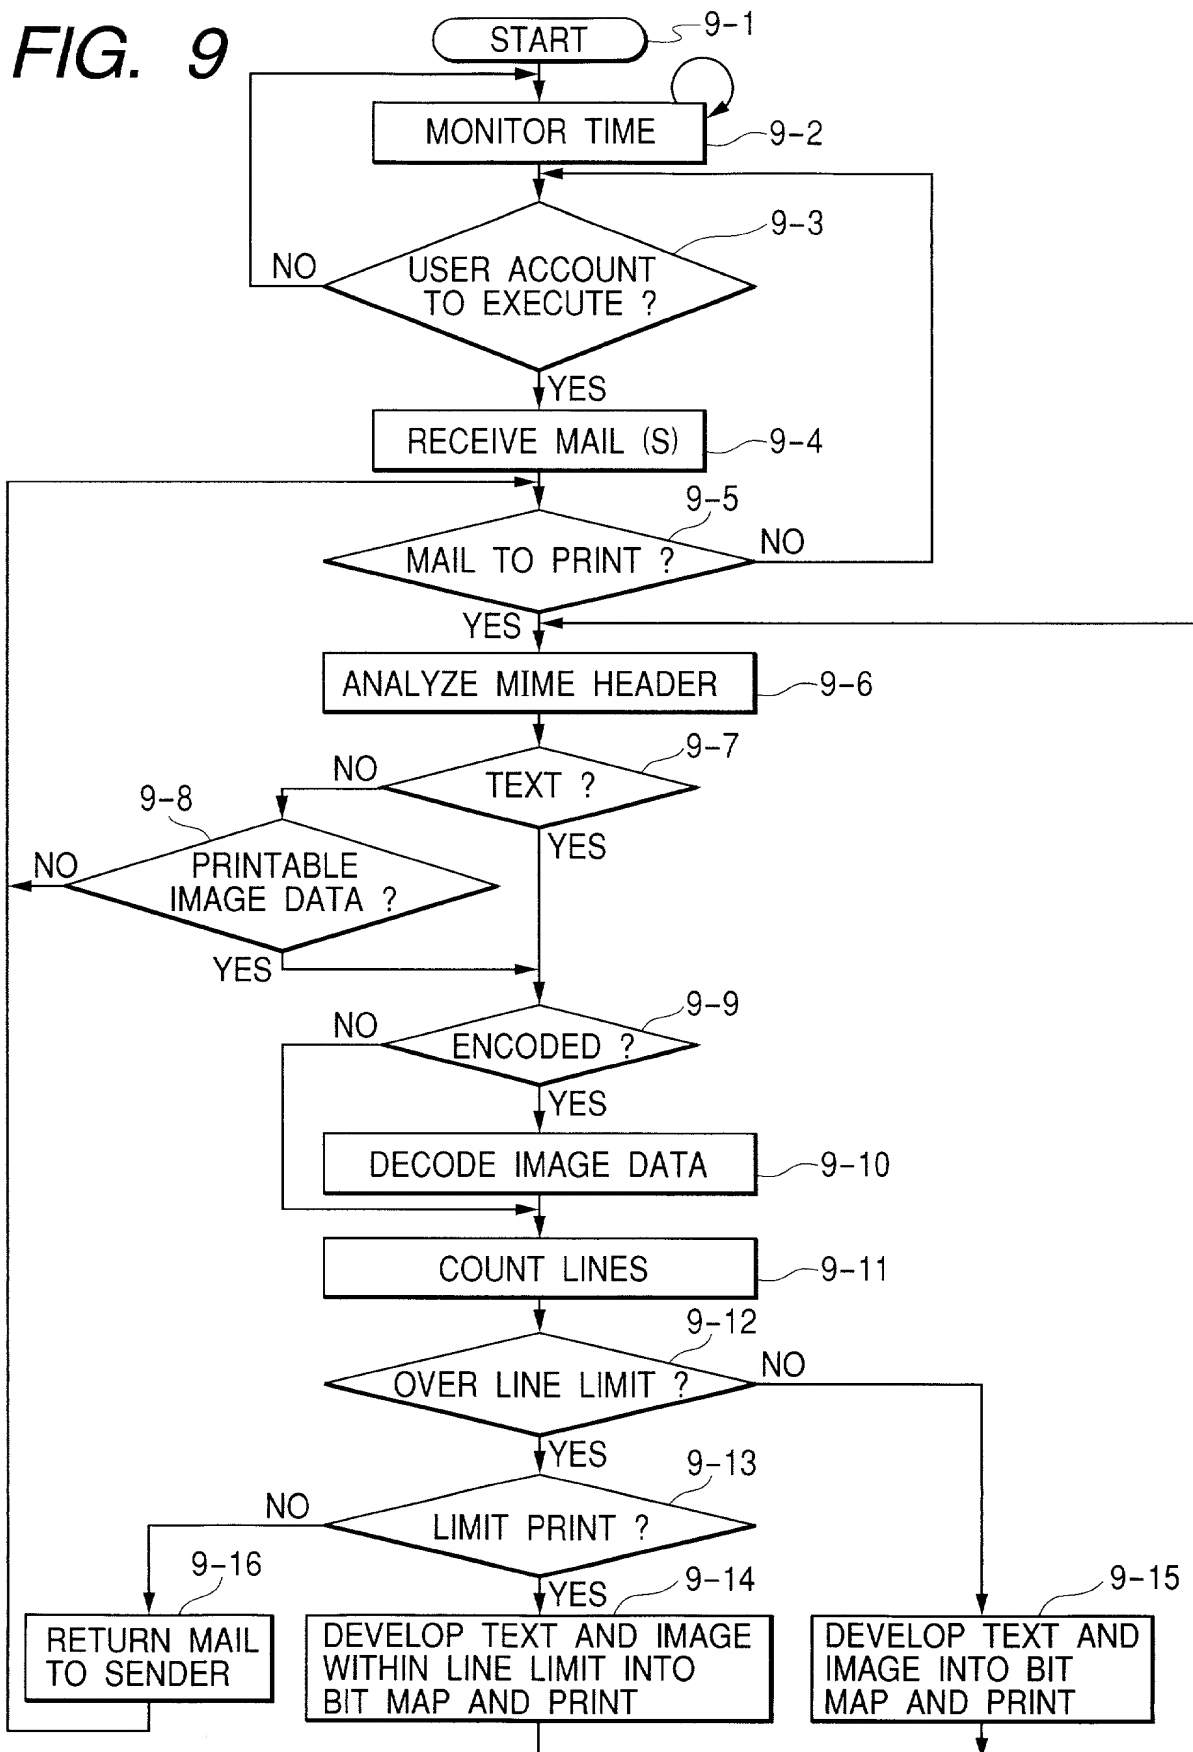 FIG. 9
START
9-1
MONITOR TIME
9-2
9-3
USER ACCOUNT
TO EXECUTE ?
NO
YES
RECEIVE MAIL (S)
9-4
9-5
MAIL TO PRINT ?
NO
YES
ANALYZE MIME HEADER
9-6
9-7
TEXT ?
NO
YES
9-8
PRINTABLE
IMAGE DATA ?
NO
YES
9-9
ENCODED ?
NO
YES
DECODE IMAGE DATA
9-10
COUNT LINES
9-11
9-12
OVER LINE LIMIT ?
NO
YES
9-13
LIMIT PRINT ?
NO
YES
9-16
RETURN MAIL
TO SENDER
9-14
DEVELOP TEXT AND IMAGE
WITHIN LINE LIMIT INTO
BIT MAP AND PRINT
9-15
DEVELOP TEXT AND
IMAGE INTO BIT
MAP AND PRINT